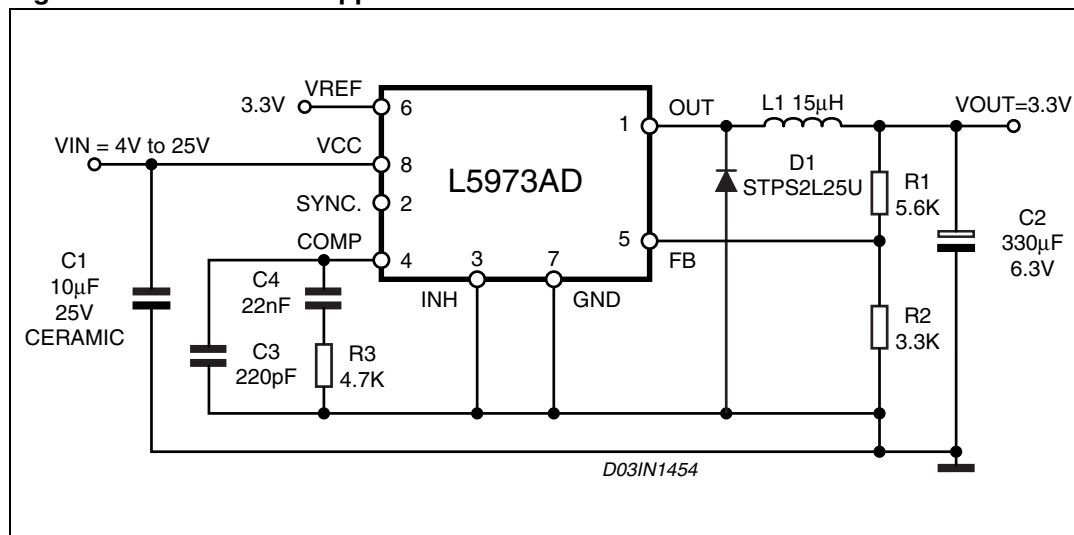 VREF
3.3V
6
VIN = 4V to 25V
VCC
8
SYNC.
2
COMP
4
L5973AD
1
OUT
L1 15μH
VOUT=3.3V
D1
STPS2L25U
R1
5.6K
5
FB
C2
330μF
6.3V
3
7
INH
GND
C1
10μF
25V
CERAMIC
C4
22nF
C3
220pF
R3
4.7K
R2
3.3K
D03IN1454